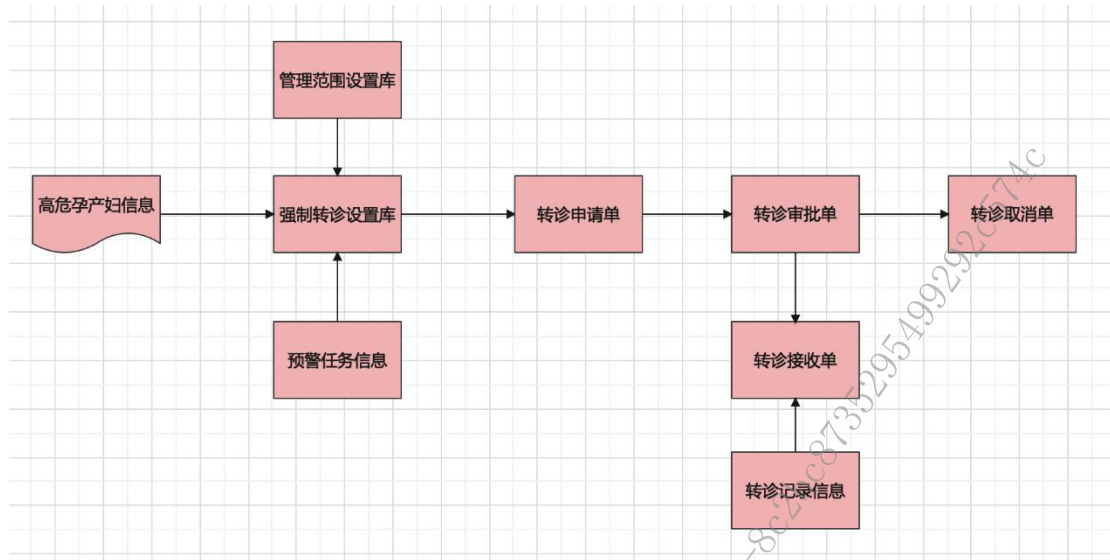 管理范围设置库
高危孕产妇信息
强制转诊设置库
转诊申请单
转诊审批单
转诊取消单
预警任务信息
转诊接收单
转诊记录信息